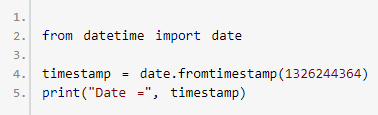 1.
2. from datetime import date
3.
4. timestamp = date.fromtimestamp(1326244364)
5. print("Date =", timestamp)